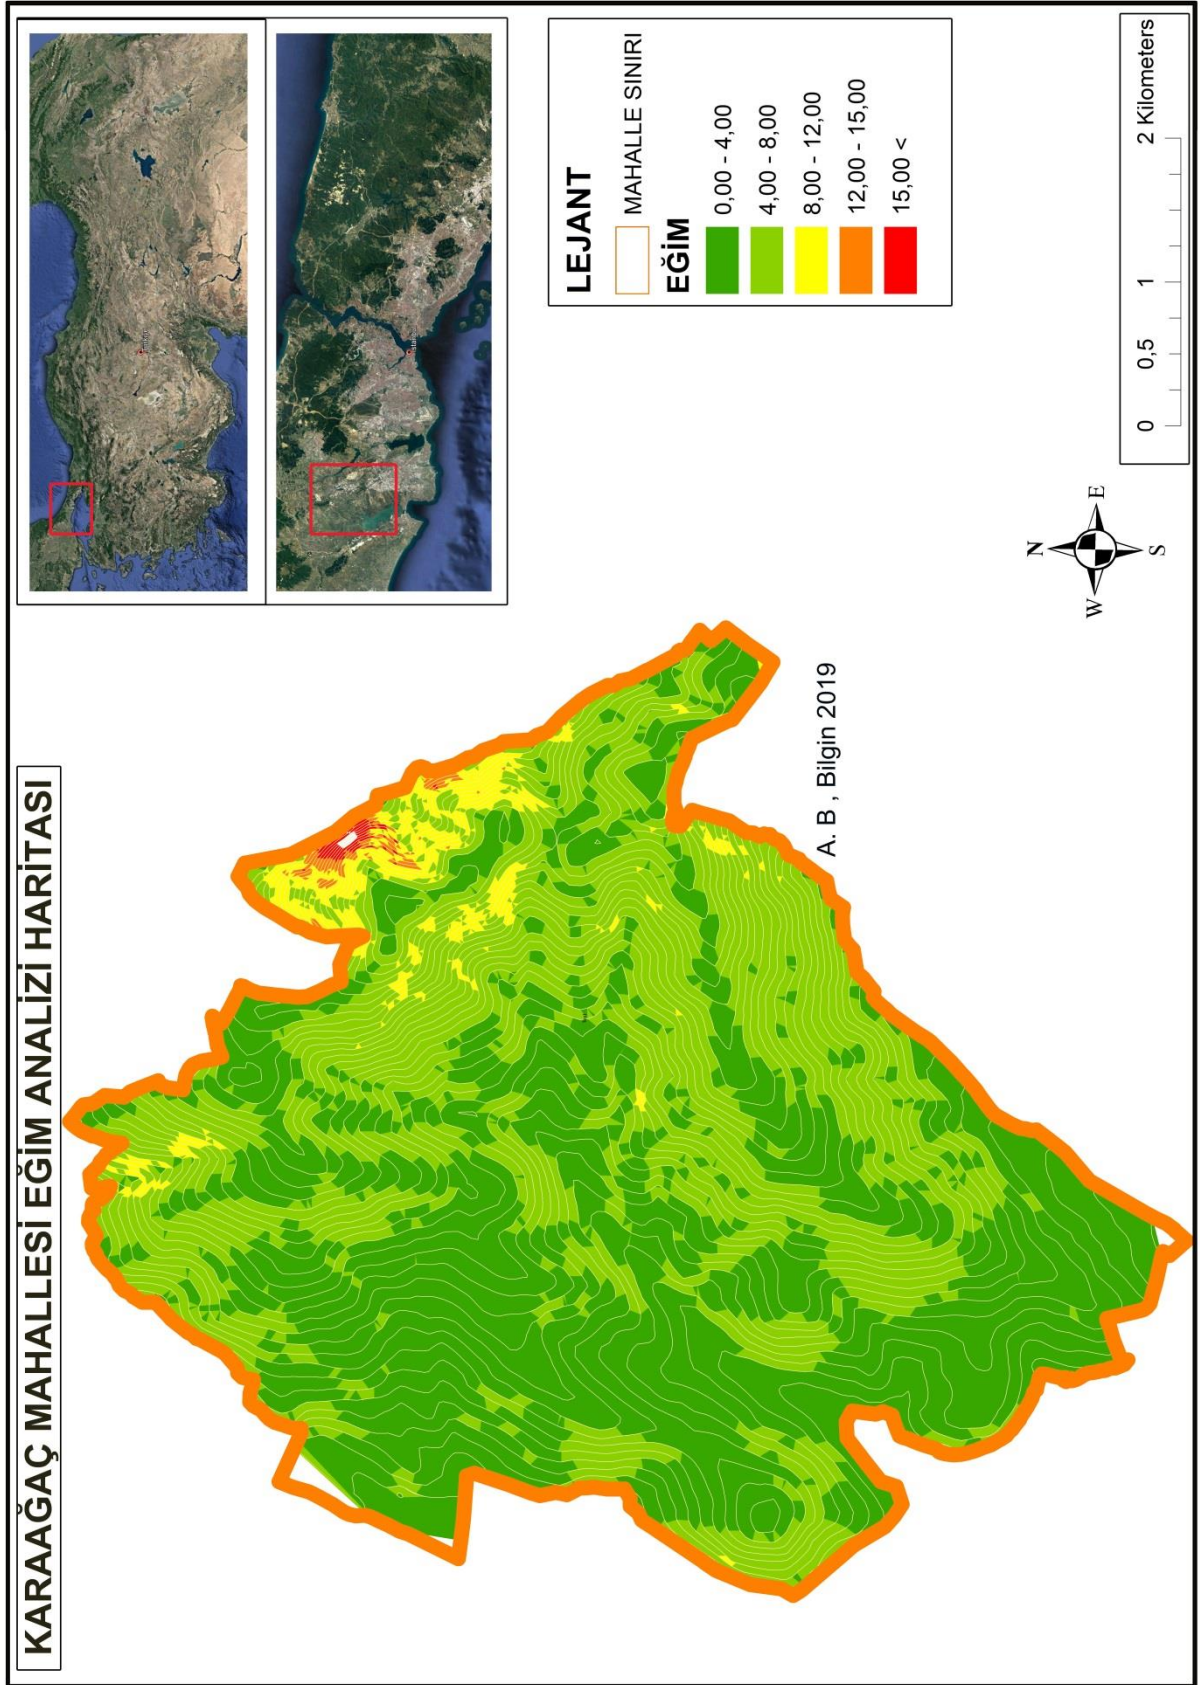 KARAAĞAÇ MAHALLESİ EĞİM ANALİZİ HARİTASI
LEJANT
MAHALLE SINIRI
EĞİM
0,00 - 4,00
4,00 - 8,00
8,00 - 12,00
12,00 - 15,00
15,00 <
A. B , Bilgin 2019
N
W
E
S
0
0,5
1
2 Kilometers